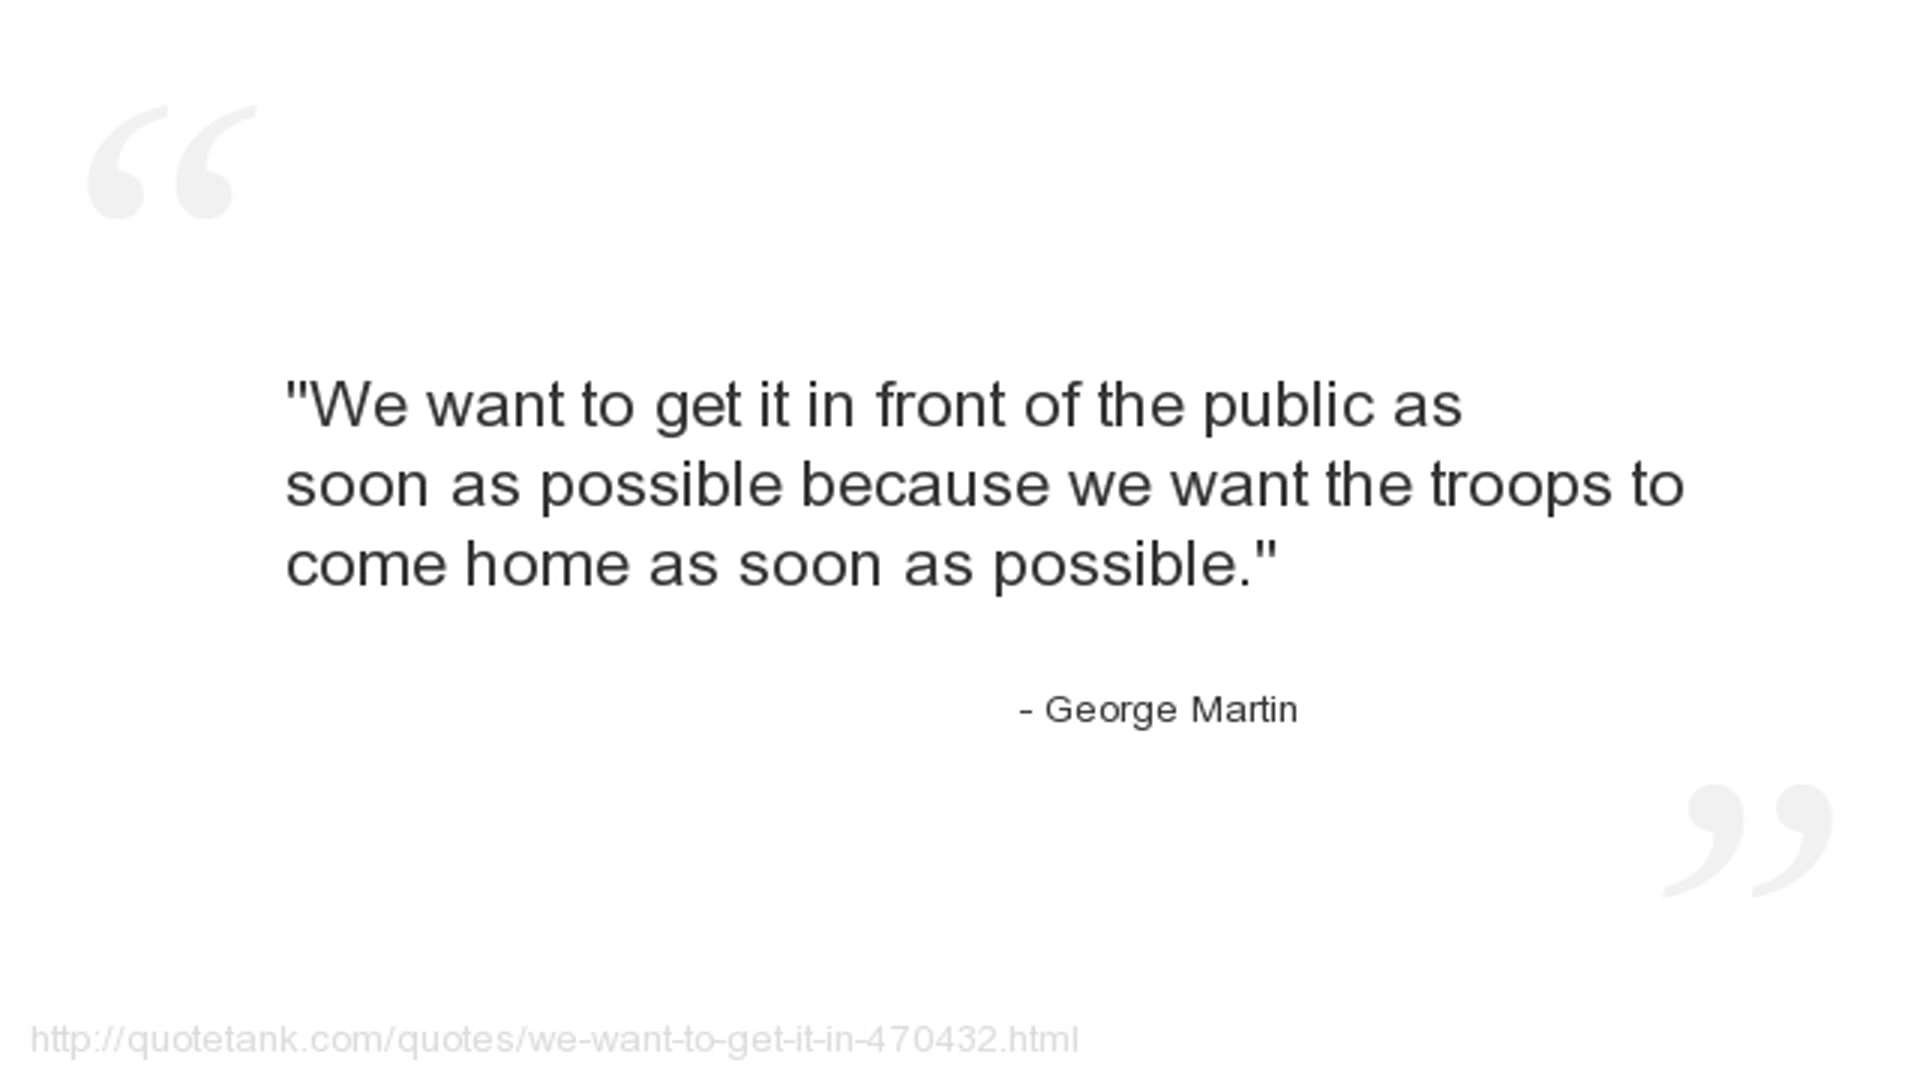 "We want to get it in front of the public as
soon as possible because we want the troops to
come home as soon as possible."
- George Martin
http://quotetank.com/quotes/we-want-to-get-it-in-470432.html